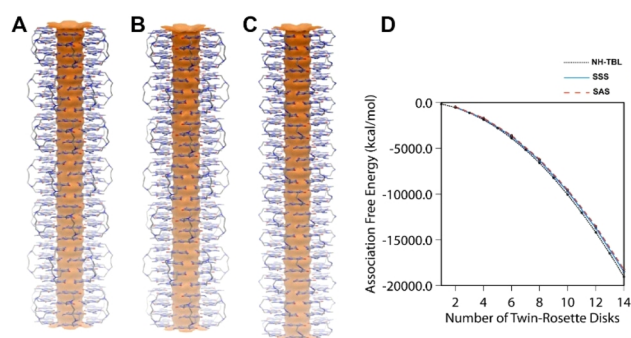 A B C D
NH-TBL
SSS
SAS
Association Free Energy (kcal/mol)
0.0
-5000.0
-10000.0
-15000.0
-20000.0
2 4 6 8 10 12 14
Number of Twin-Rosette Disks